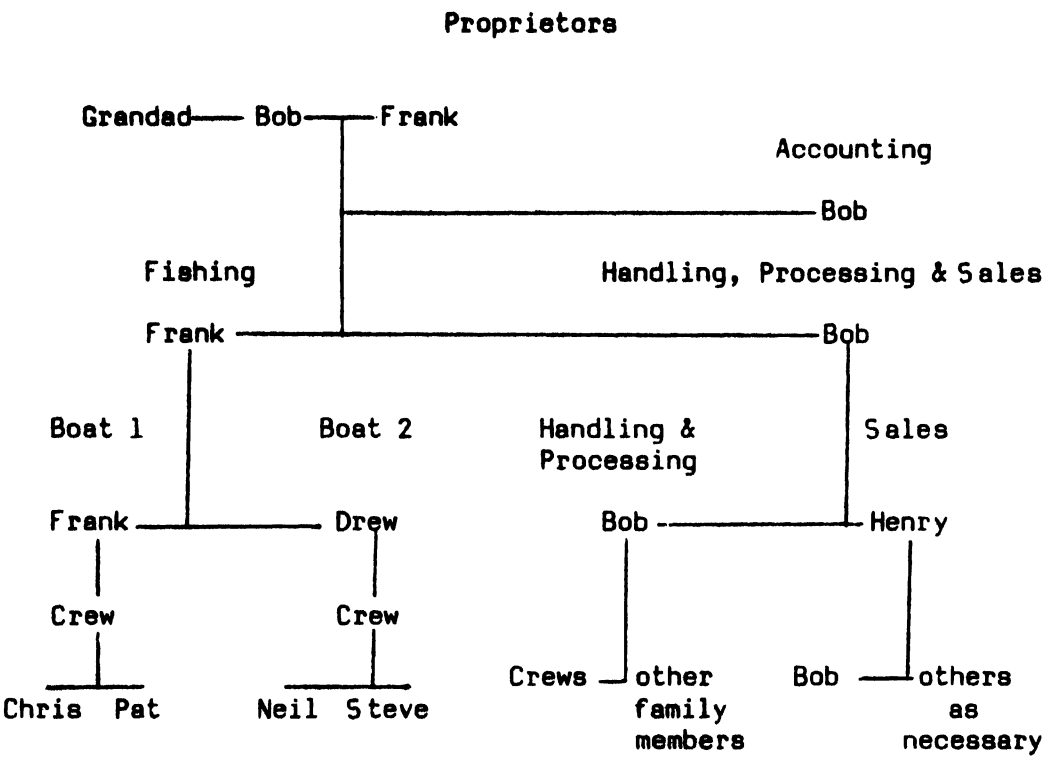 Proprietors
Grandad Bob Frank
Accounting
Bob
Fishing Handling, Processing & Sales
Frank Bob
Boat 1 Boat 2 Handling & Sales
Processing
Frank Drew Bob Henry
Crew Crew
Crews other Bob others
Chris Pat Neil Steve family as
members necessary